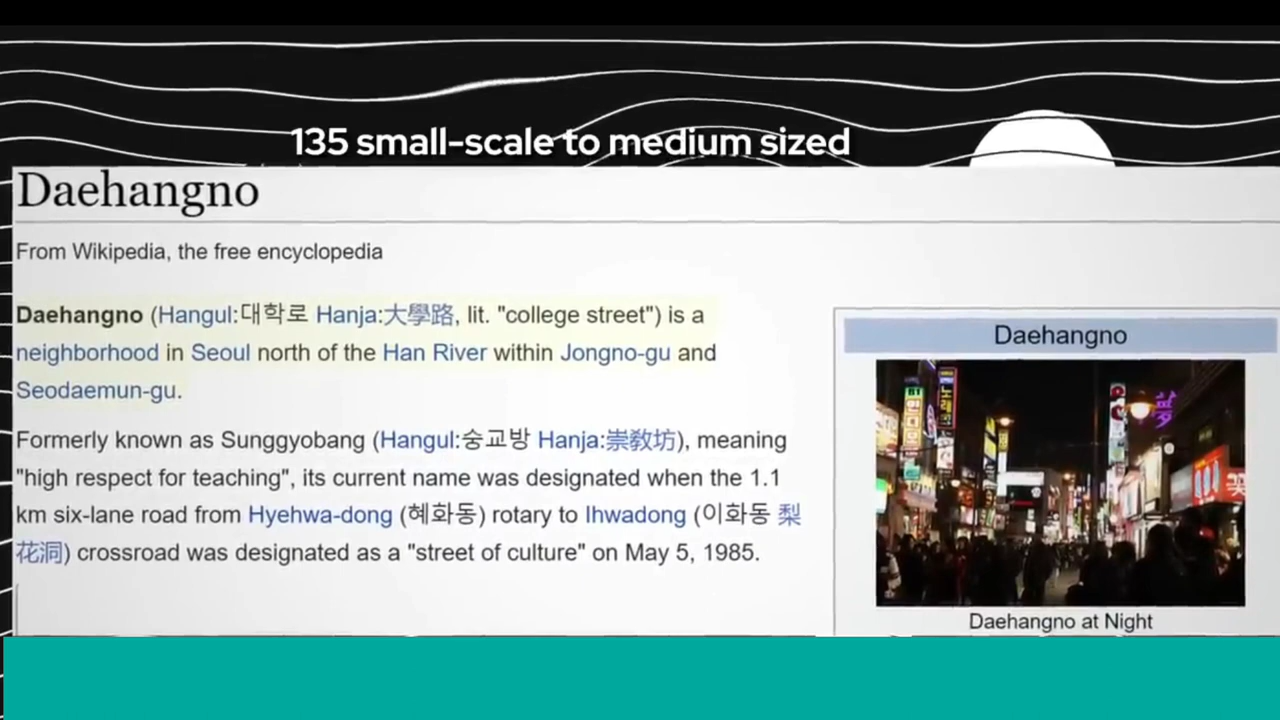 135 small-scale to medium sized
Daehangno
From Wikipedia, the free encyclopedia
Daehangno (Hangul:대학로 Hanja:大學路, lit. "college street") is a
neighborhood in Seoul north of the Han River within Jongno-gu and
Seodaemun-gu.
Formerly known as Sunggyobang (Hangul:숭교방 Hanja:崇敎坊), meaning
"high respect for teaching", its current name was designated when the 1.1
km six-lane road from Hyehwa-dong (혜화동) rotary to Ihwadong (이화동 梨
花洞) crossroad was designated as a "street of culture" on May 5, 1985.
Daehangno
Daehangno at Night